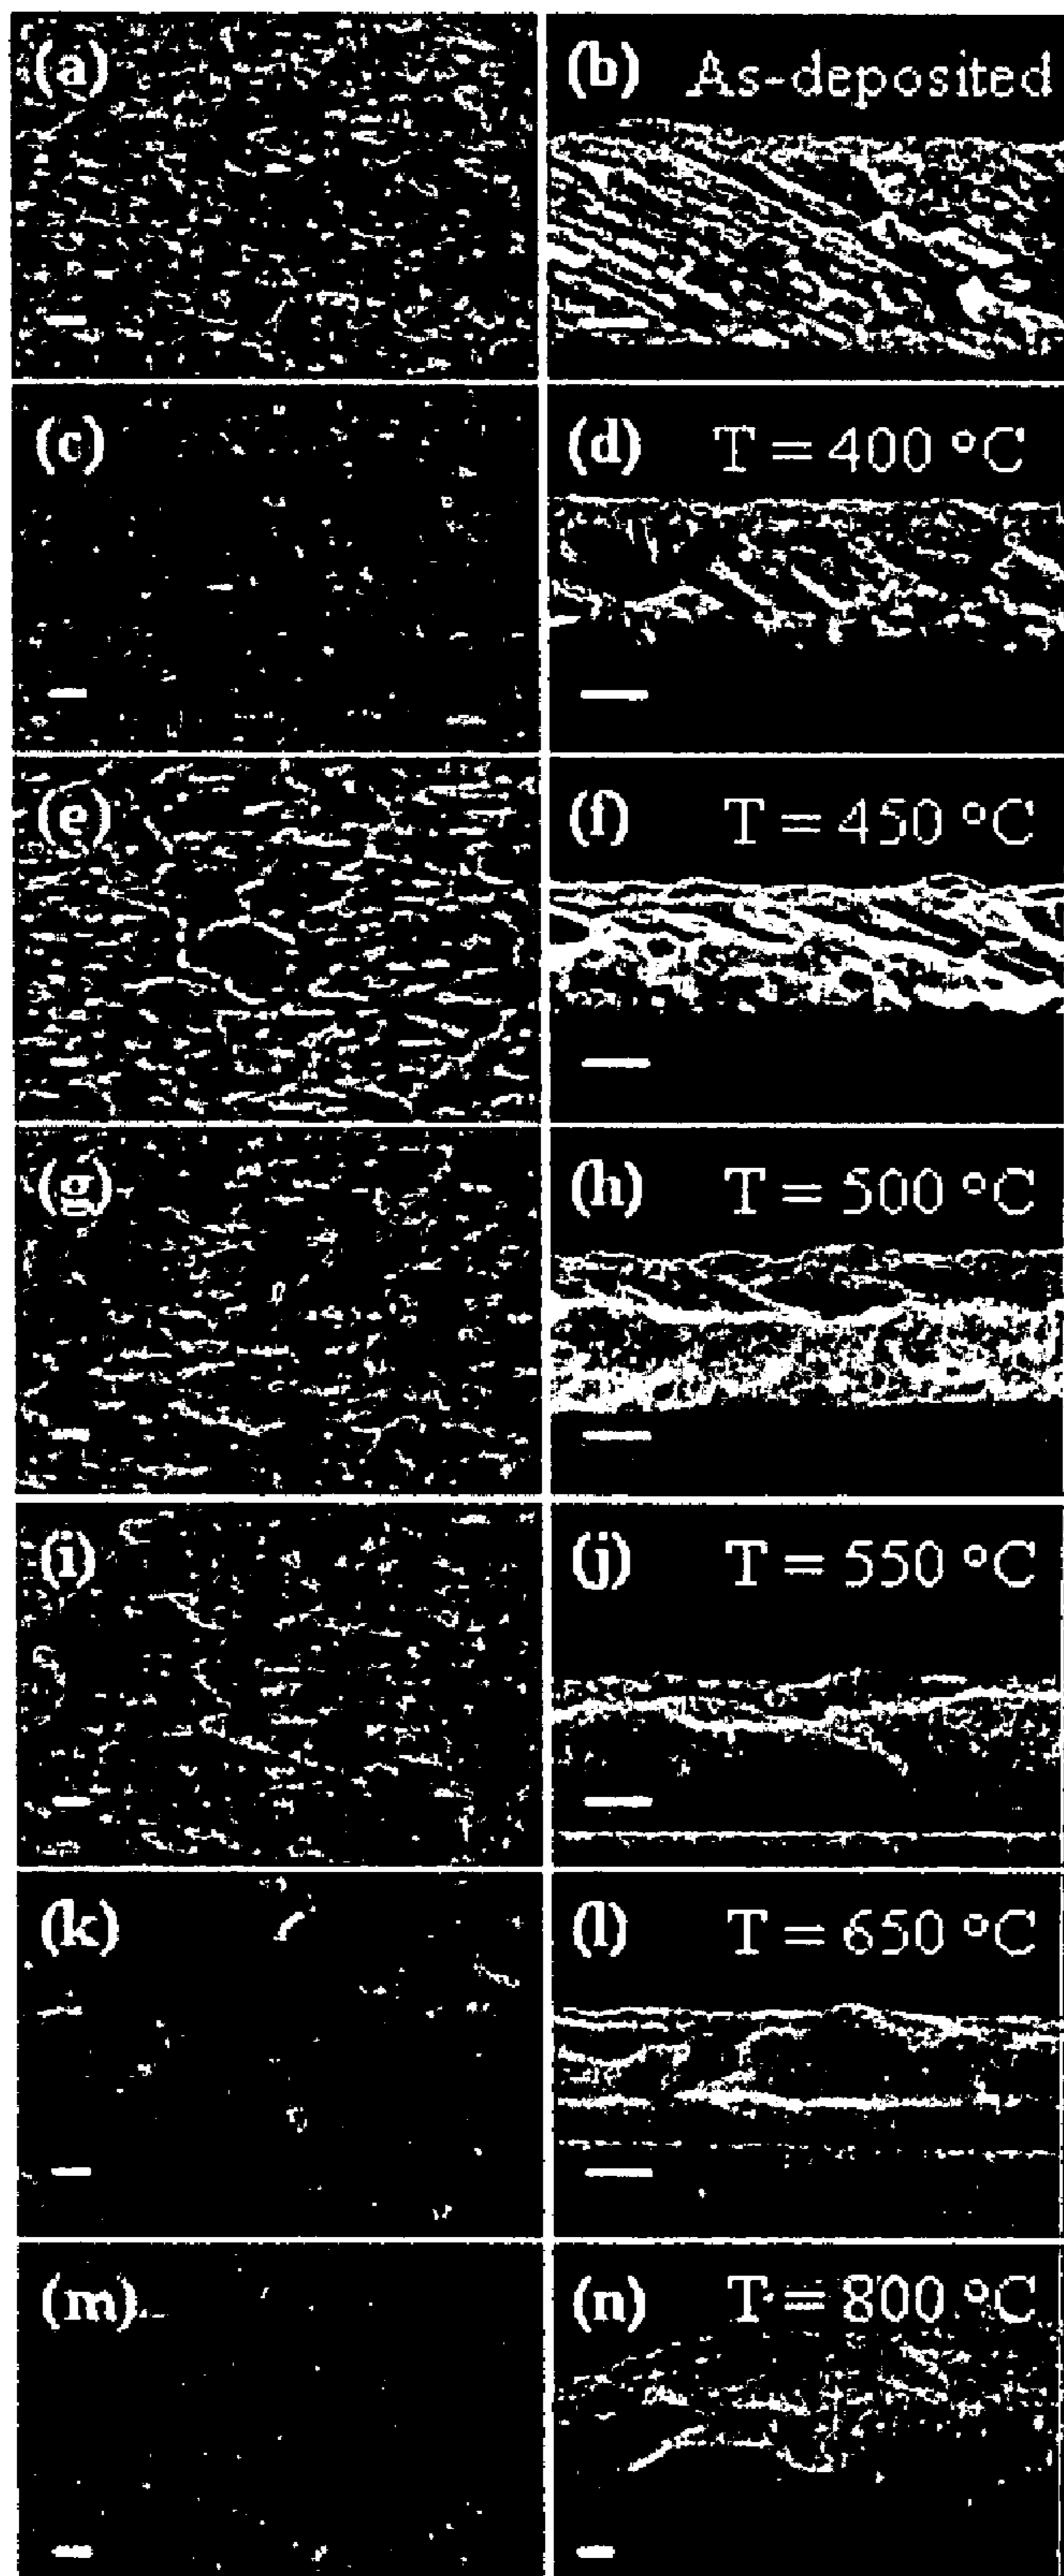 (a)
(b) As-deposited
(c)
(d) T = 400 °C
(e)
(f) T = 450 °C
(g)
(h) T = 500 °C
(i)
(j) T = 550 °C
(k)
(l) T = 650 °C
(m)
(n) T = 800 °C